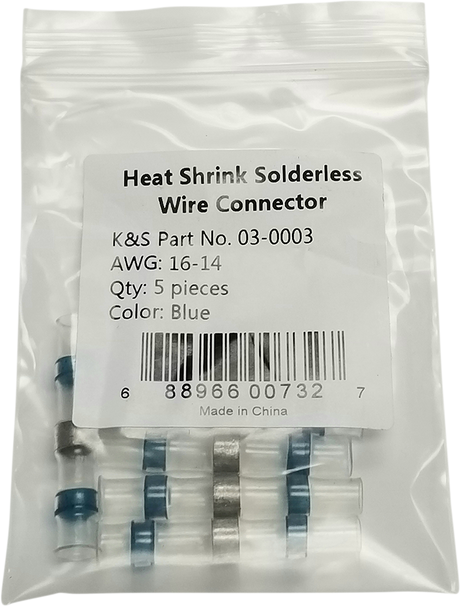 Heat Shrink Solderless
Wire Connector
K&S Part No. 03-0003
AWG: 16-14
Qty: 5 pieces
Color: Blue
6 88966 00732 7
Made in China